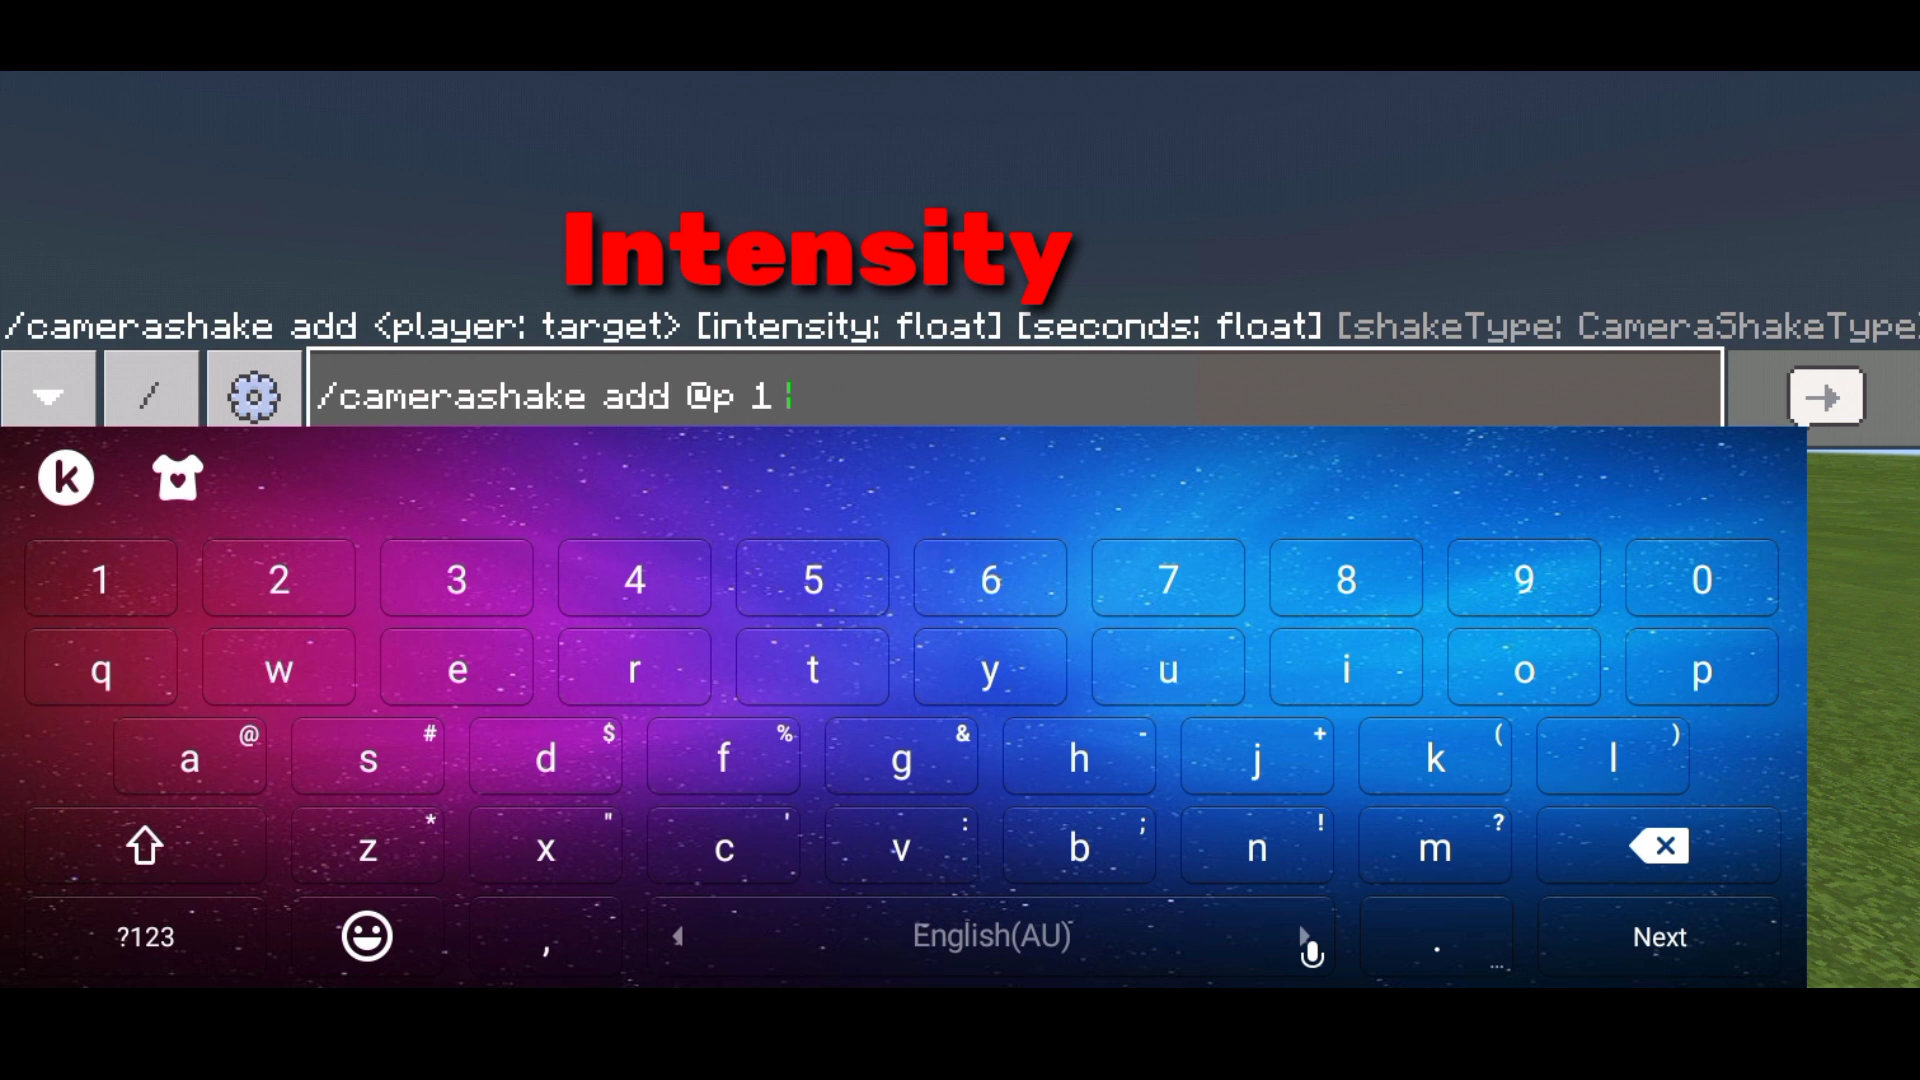 Intensity
/camerashake add <player: target> [intensity: float] [seconds: float] [shakeType: CameraShakeType
/ /camerashake add @p 1
k
1 2 3 4 5 6 7 8 9 0
q w e r t y u i o p
a @ s # d $ f % g & h - j + k ( l )
z * x " c ' v : b ; n ! m ?
?123 , English(AU) . ... Next